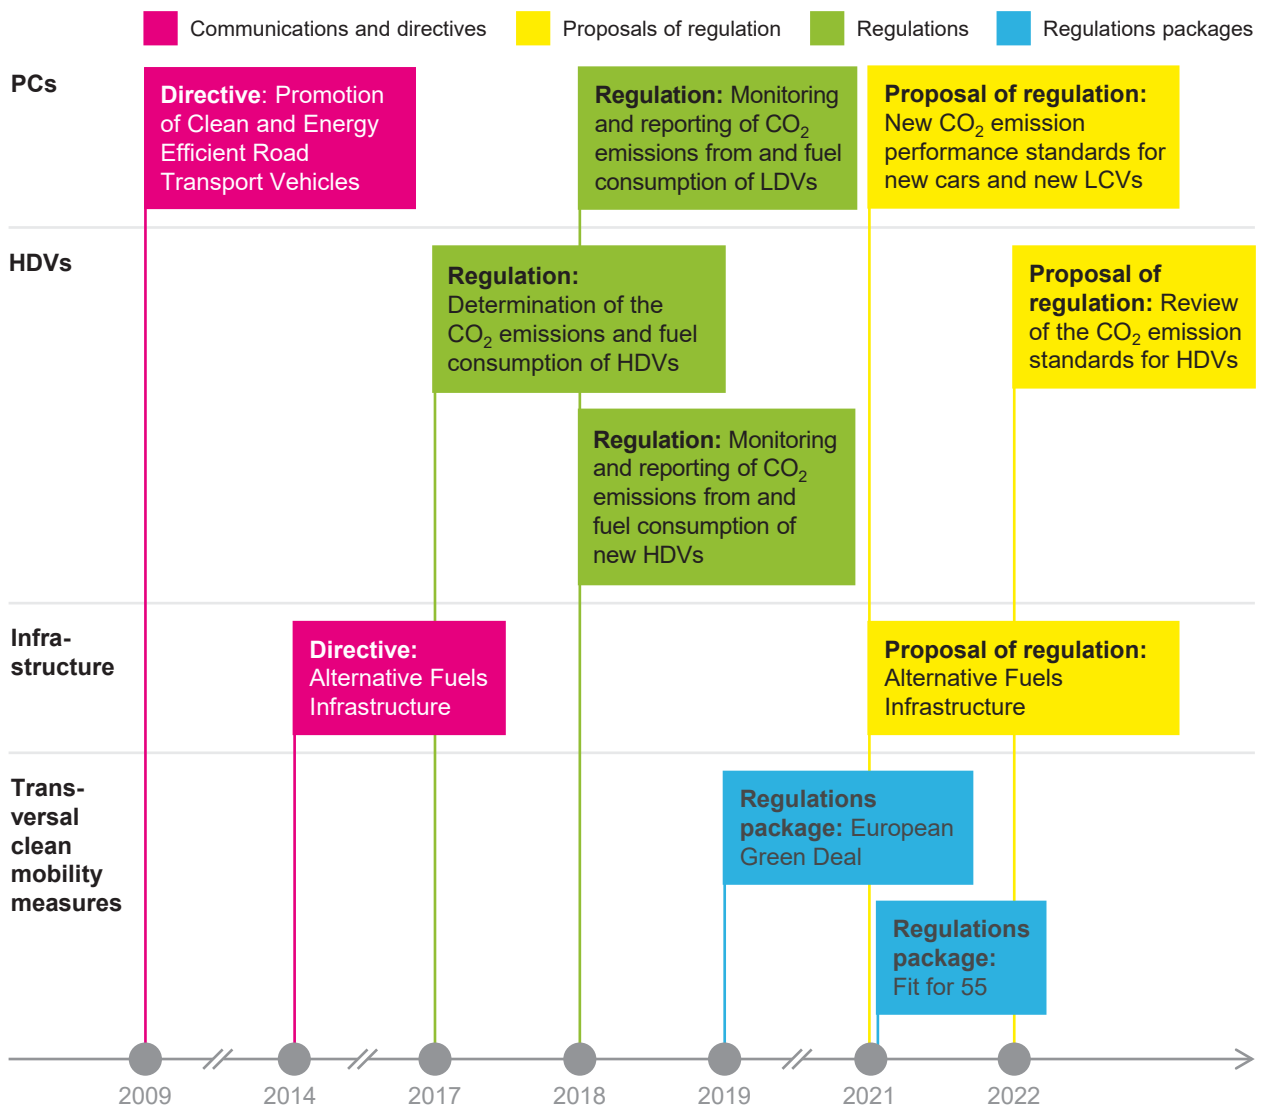 Communications and directives
Proposals of regulation
Regulations
Regulations packages
PCs
Directive: Promotion
of Clean and Energy
Efficient Road
Transport Vehicles
Regulation: Monitoring
and reporting of CO2
emissions from and fuel
consumption of LDVs
Proposal of regulation:
New CO2 emission
performance standards for
new cars and new LCVs
HDVs
Regulation:
Determination of the
CO2 emissions and fuel
consumption of HDVs
Proposal of
regulation: Review
of the CO2 emission
standards for HDVs
Regulation: Monitoring
and reporting of CO2
emissions from and
fuel consumption of
new HDVs
Infra-
structure
Directive:
Alternative Fuels
Infrastructure
Proposal of regulation:
Alternative Fuels
Infrastructure
Trans-
versal
clean
mobility
measures
Regulations
package: European
Green Deal
Regulations
package:
Fit for 55
2009
2014
2017
2018
2019
2021
2022